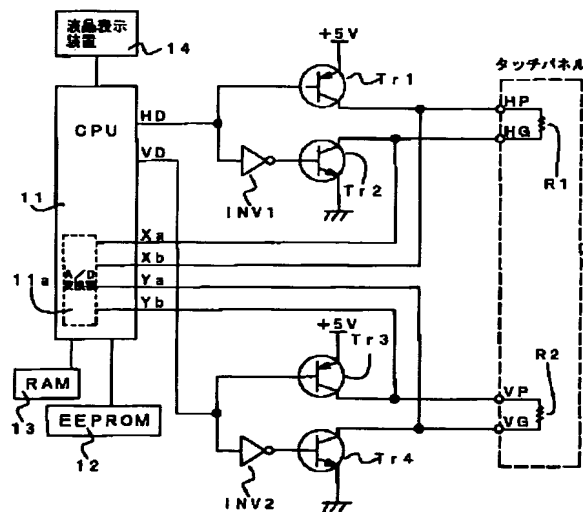 液晶表示
装置
14
+5V
Tr1
タッチパネル
CPU
HD
HP
VD
HG
Tr2
R1
INV1
11
Xa
A/D
変換器
Xb
11a
Ya
Yb
+5V
Tr3
R2
RAM
VP
13
EEPROM
VG
12
Tr4
INV2